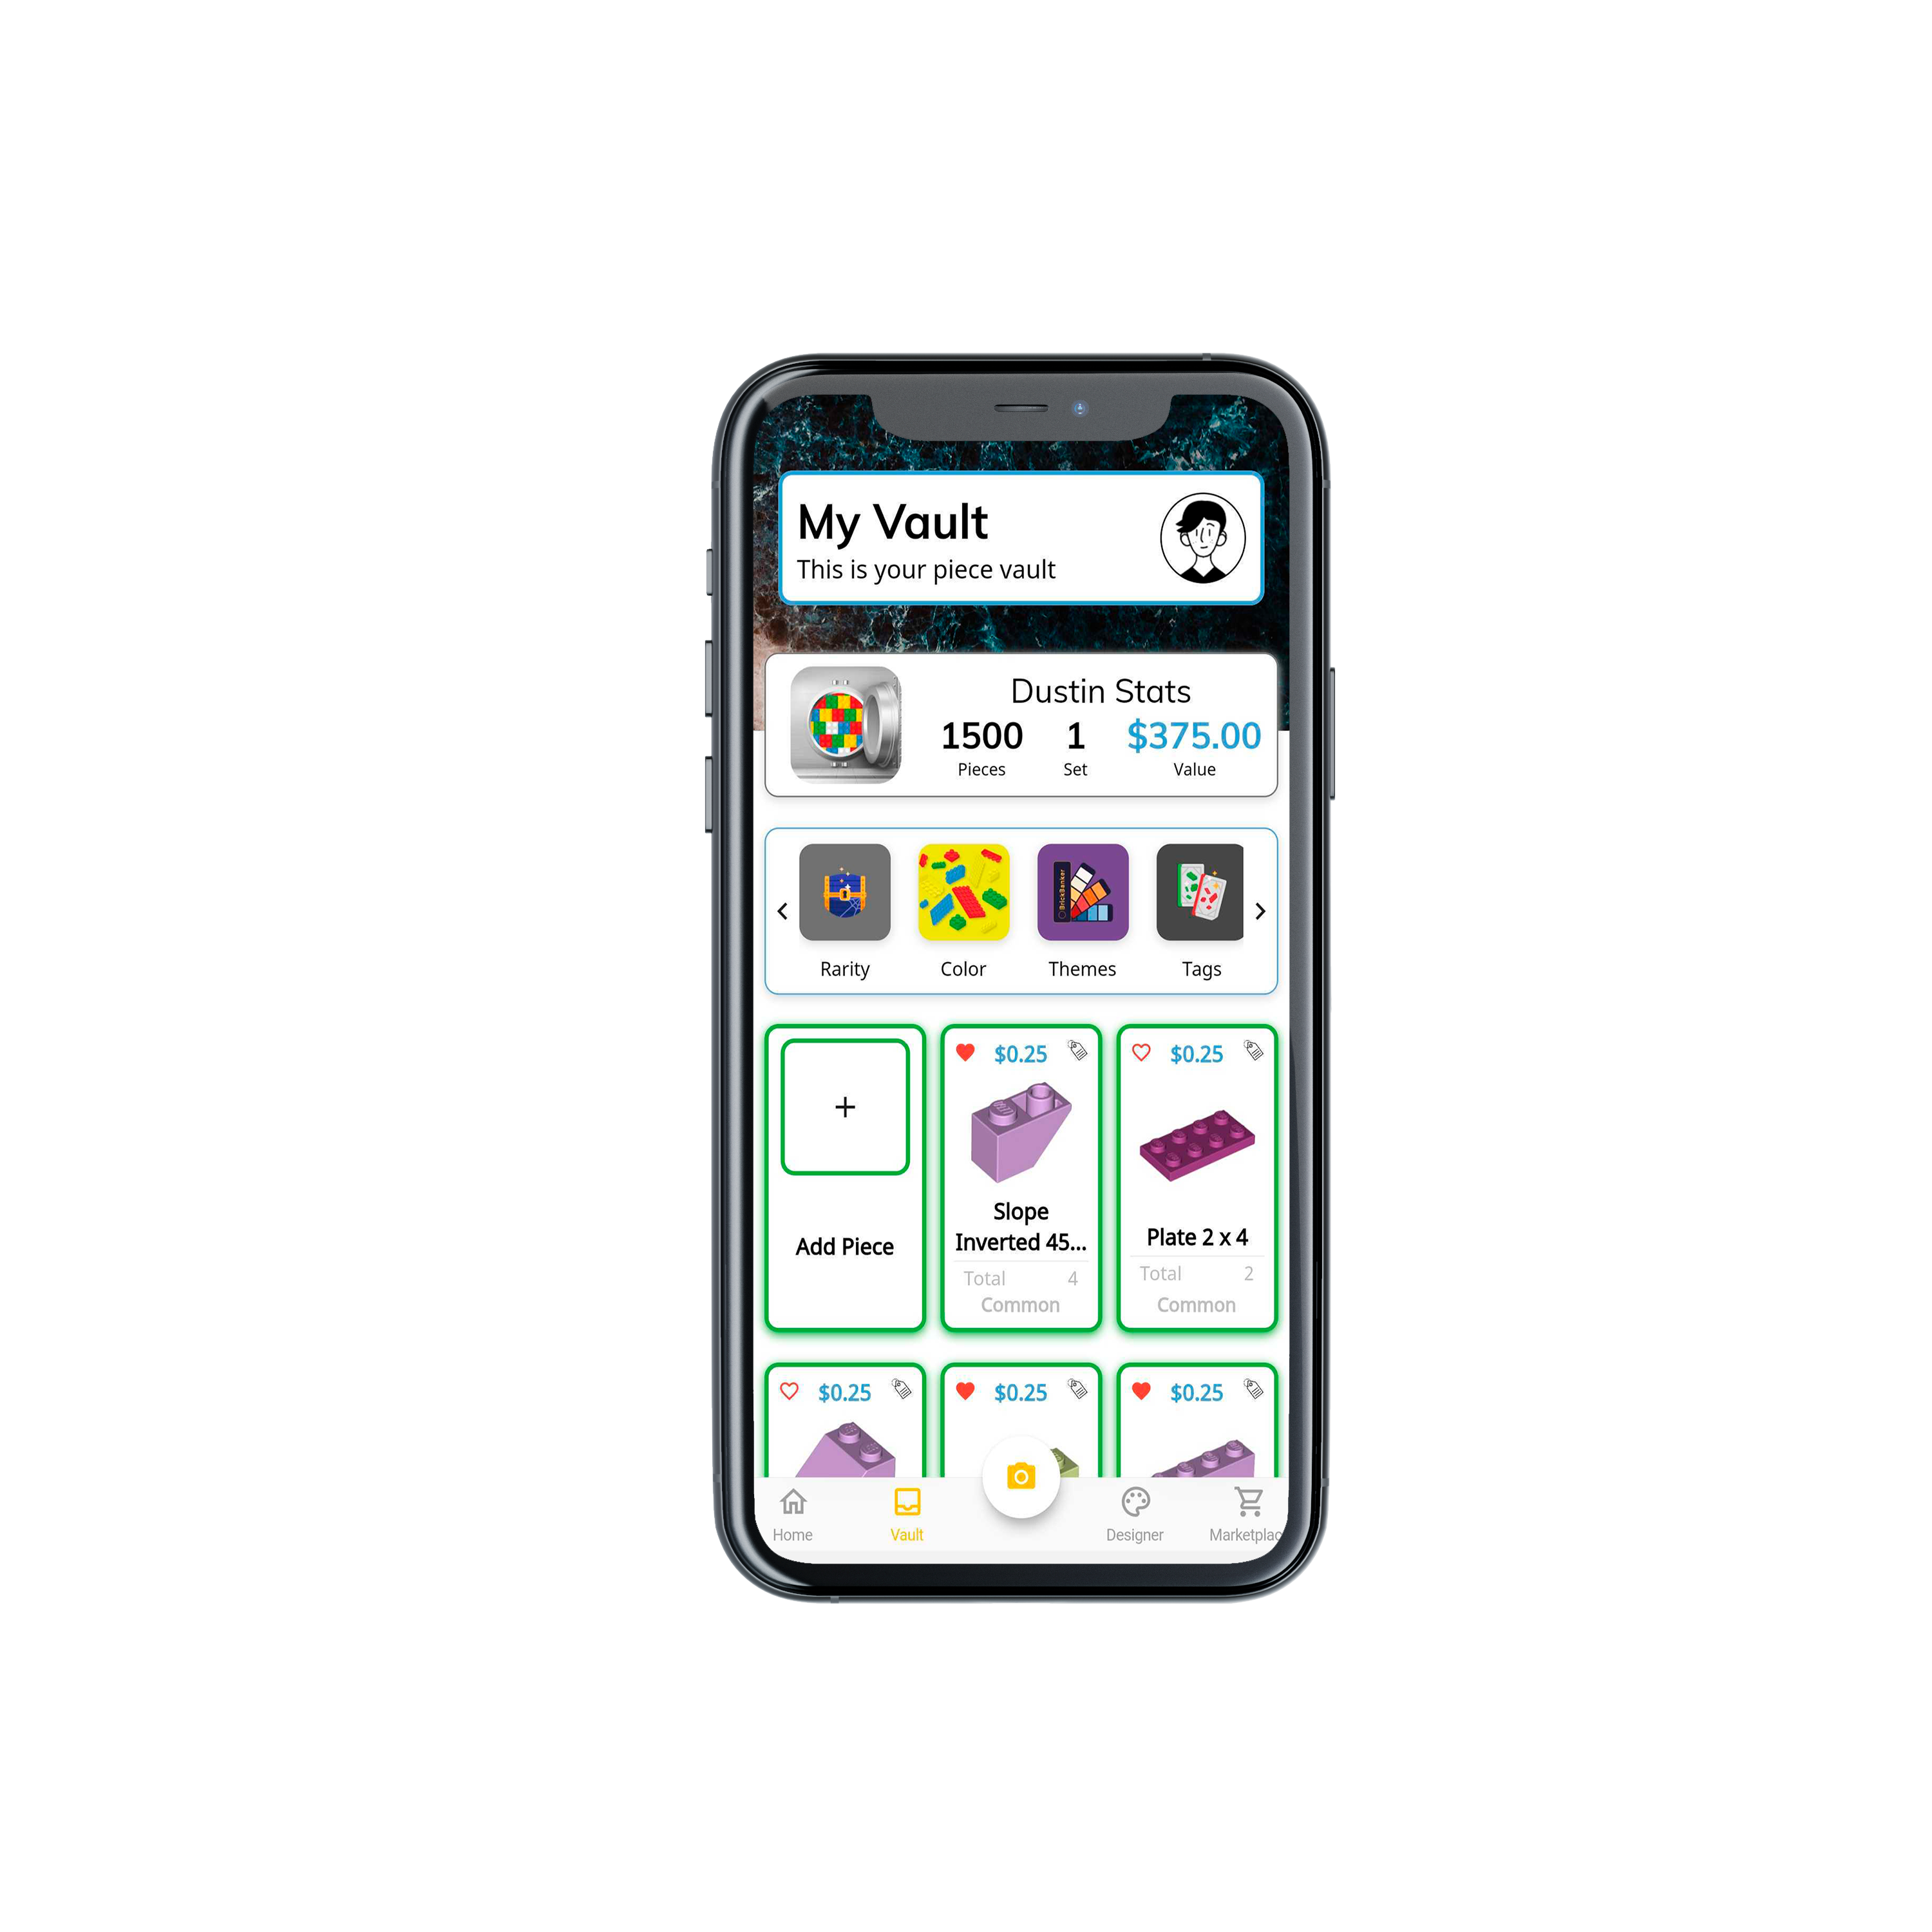 My Vault
This is your piece vault
Dustin Stats
1500 1 $375.00
Pieces Set Value
BrickBanker
Rarity Color Themes Tags
$0.25 $0.25
+
Slope
Inverted 45...
Plate 2 x 4
Add Piece
Total 4
Total 2
Common
Common
$0.25 $0.25 $0.25
Home Vault Designer Marketplac